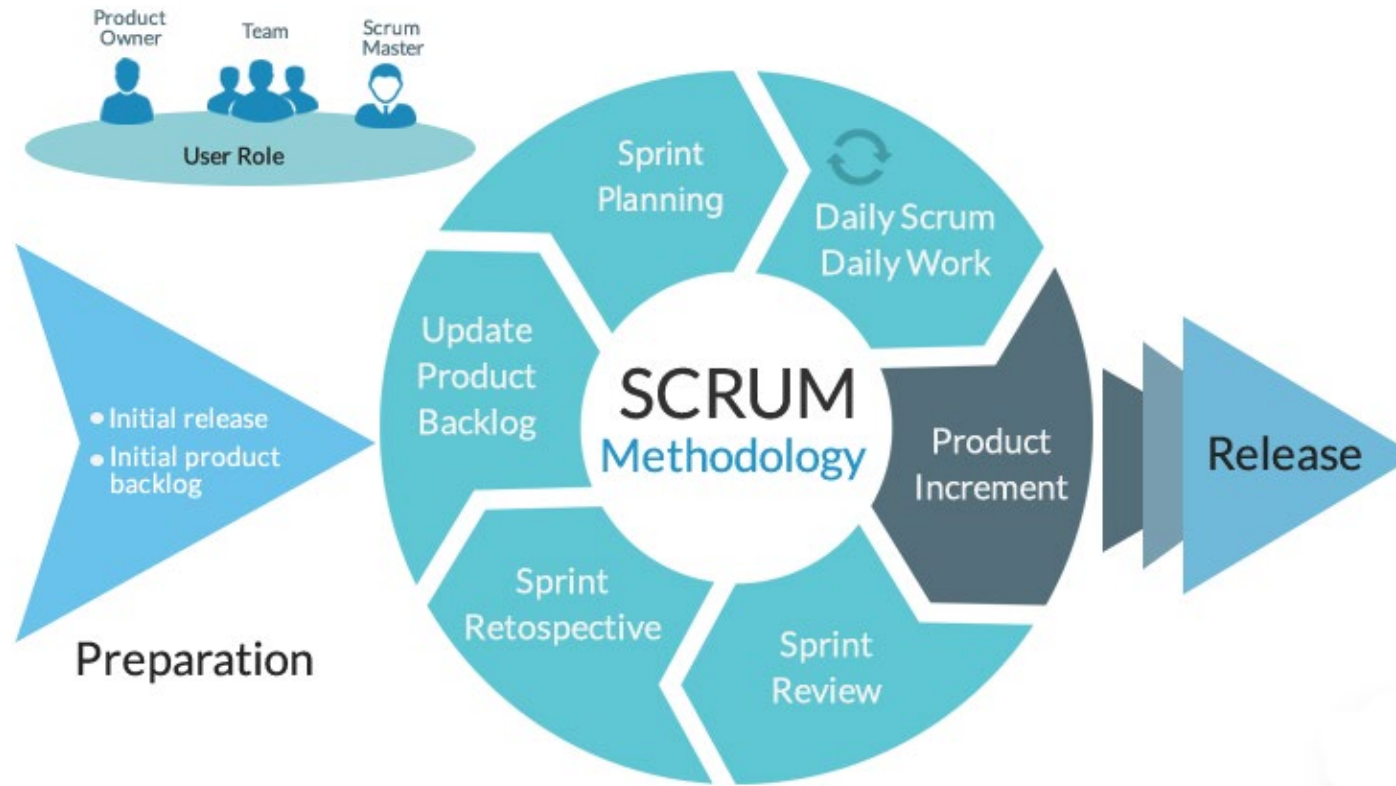 Product
Owner
Team
Scrum
Master
User Role
Sprint
Planning
Daily Scrum
Daily Work
Update
Product
Backlog
SCRUM
Methodology
Product
Increment
Release
Initial release
Initial product
backlog
Sprint
Retospective
Sprint
Review
Preparation